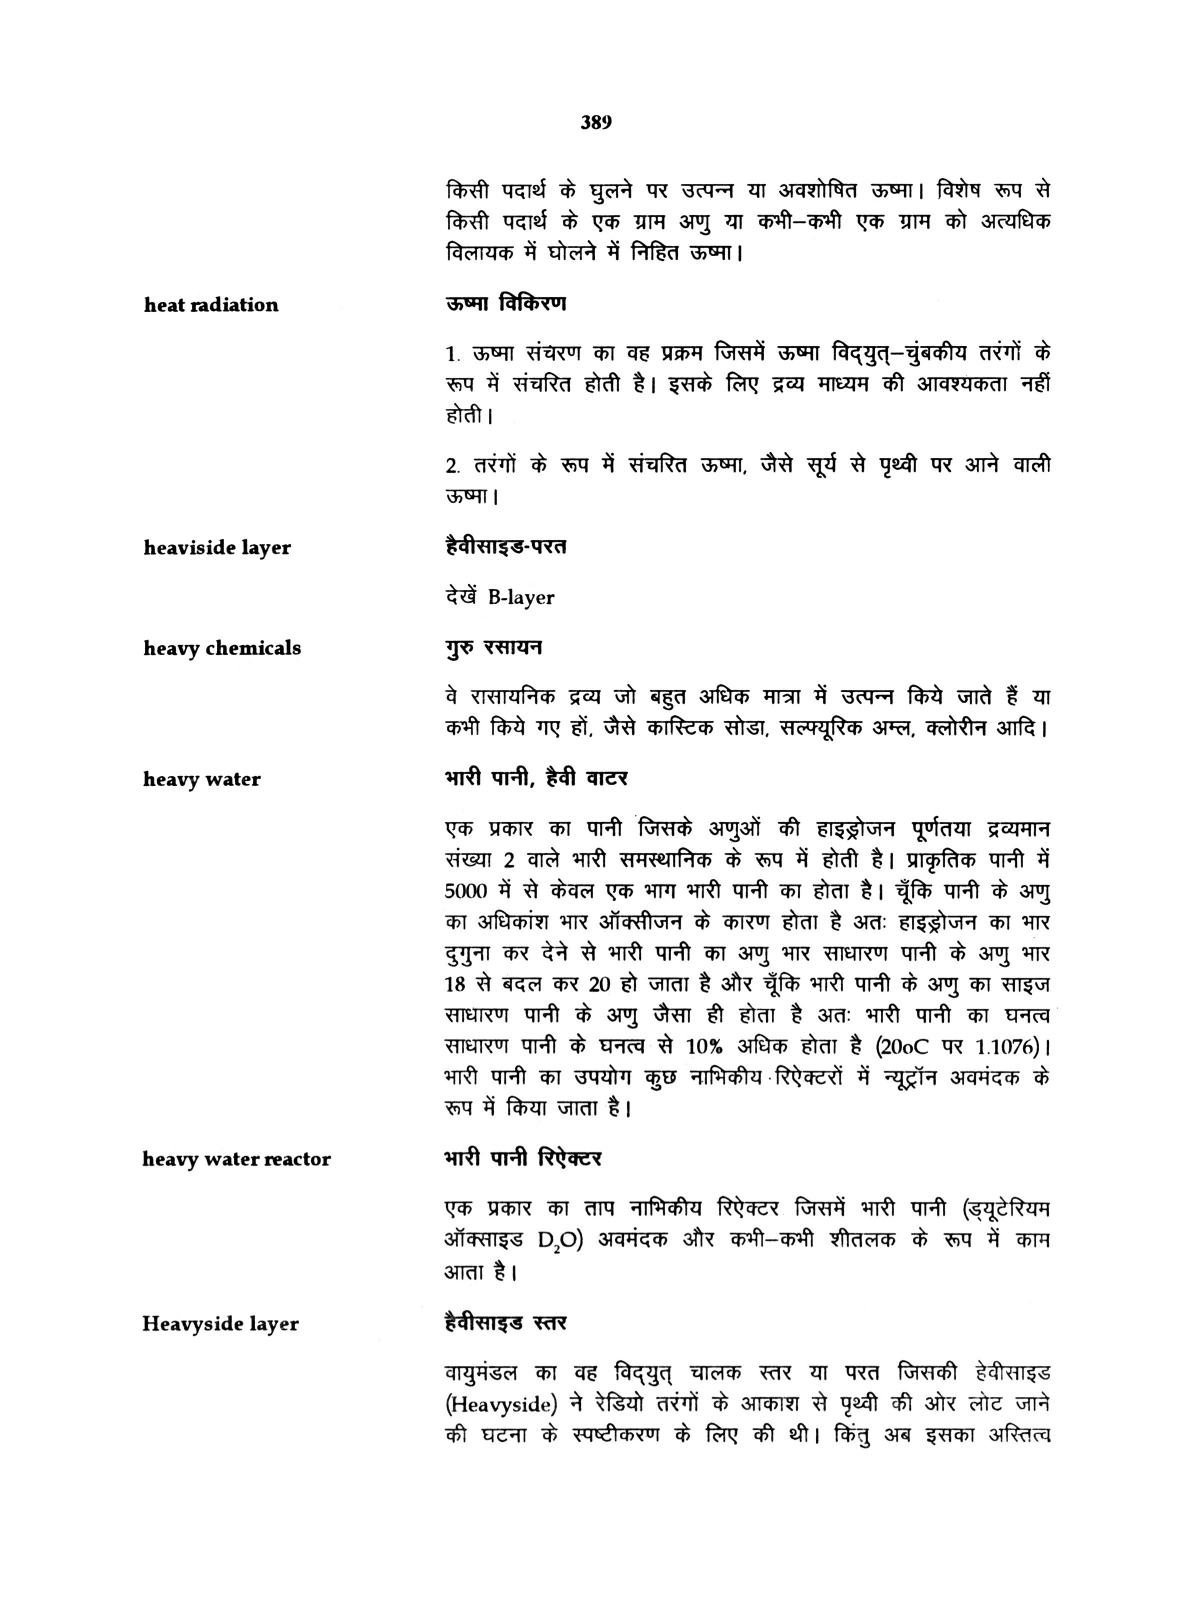 389
किसी पदार्थ के घुलने पर उत्पन्न या अवशोषित ऊष्मा। विशेष रूप से
किसी पदार्थ के एक ग्राम अणु या कभी–कभी एक ग्राम को अत्यधिक
विलायक में घोलने में निहित ऊष्मा।
heat radiation ऊष्मा विकिरण
1. ऊष्मा संचरण का वह प्रक्रम जिसमें ऊष्मा विद्युत्–चुंबकीय तरंगों के
रूप में संचरित होती है। इसके लिए द्रव्य माध्यम की आवश्यकता नहीं
होती।
2. तरंगों के रूप में संचरित ऊष्मा, जैसे सूर्य से पृथ्वी पर आने वाली
ऊष्मा।
heaviside layer हैवीसाइड-परत
देखें B-layer
heavy chemicals गुरु रसायन
वे रासायनिक द्रव्य जो बहुत अधिक मात्रा में उत्पन्न किये जाते हैं या
कभी किये गए हों, जैसे कास्टिक सोडा, सल्फ्यूरिक अम्ल, क्लोरीन आदि।
heavy water भारी पानी, हैवी वाटर
एक प्रकार का पानी जिसके अणुओं की हाइड्रोजन पूर्णतया द्रव्यमान
संख्या 2 वाले भारी समस्थानिक के रूप में होती है। प्राकृतिक पानी में
5000 में से केवल एक भाग भारी पानी का होता है। चूँकि पानी के अणु
का अधिकांश भार ऑक्सीजन के कारण होता है अतः हाइड्रोजन का भार
दुगुना कर देने से भारी पानी का अणु भार साधारण पानी के अणु भार
18 से बदल कर 20 हो जाता है और चूँकि भारी पानी के अणु का साइज
साधारण पानी के अणु जैसा ही होता है अतः भारी पानी का घनत्व
साधारण पानी के घनत्व से 10% अधिक होता है (20oC पर 1.1076)।
भारी पानी का उपयोग कुछ नाभिकीय रिऐक्टरों में न्यूट्रॉन अवमंदक के
रूप में किया जाता है।
heavy water reactor भारी पानी रिऐक्टर
एक प्रकार का ताप नाभिकीय रिऐक्टर जिसमें भारी पानी (ड्यूटेरियम
ऑक्साइड D₂O) अवमंदक और कभी–कभी शीतलक के रूप में काम
आता है।
Heavyside layer हैवीसाइड स्तर
वायुमंडल का वह विद्युत् चालक स्तर या परत जिसकी हेवीसाइड
(Heavyside) ने रेडियो तरंगों के आकाश से पृथ्वी की ओर लोट जाने
की घटना के स्पष्टीकरण के लिए की थी। किंतु अब इसका अस्तित्व